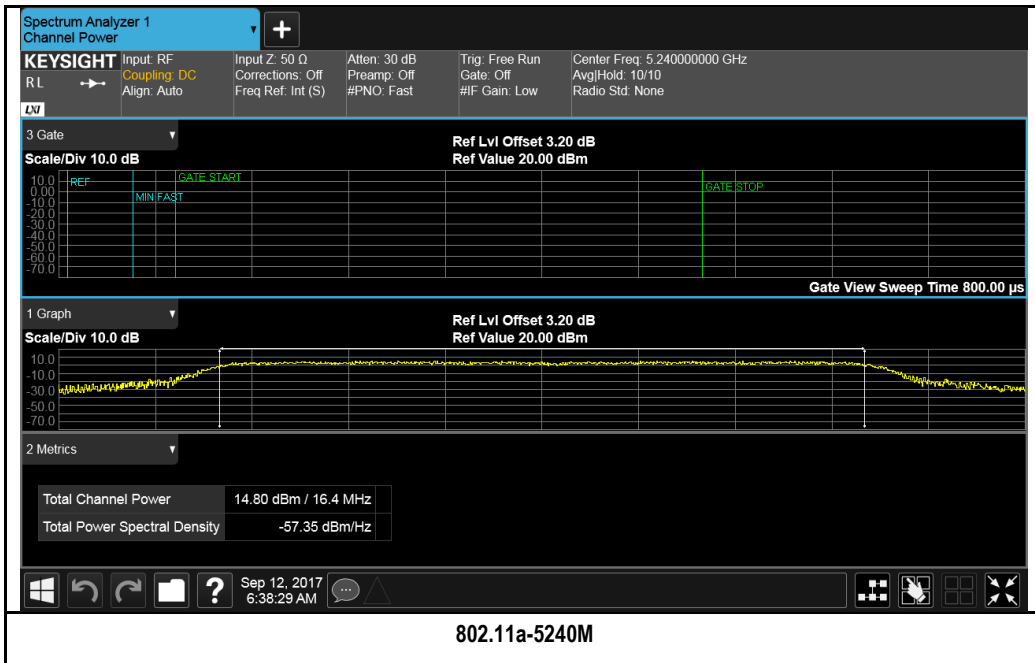 Spectrum Analyzer 1
Channel Power
KEYSIGHT
R L
LXI
Input: RF
Coupling: DC
Align: Auto
Input Z: 50 Ω
Corrections: Off
Freq Ref: Int (S)
Atten: 30 dB
Preamp: Off
#PNO: Fast
Trig: Free Run
Gate: Off
#IF Gain: Low
Center Freq: 5.240000000 GHz
Avg|Hold: 10/10
Radio Std: None
3 Gate
Scale/Div 10.0 dB
Ref Lvl Offset 3.20 dB
Ref Value 20.00 dBm
10.0
0.00
-10.0
-20.0
-30.0
-40.0
-50.0
-60.0
-70.0
REF
MIN FAST
GATE START
GATE STOP
Gate View Sweep Time 800.00 µs
1 Graph
Scale/Div 10.0 dB
Ref Lvl Offset 3.20 dB
Ref Value 20.00 dBm
10.0
-10.0
-30.0
-50.0
-70.0
2 Metrics
Total Channel Power 14.80 dBm / 16.4 MHz
Total Power Spectral Density -57.35 dBm/Hz
?
Sep 12, 2017
6:38:29 AM
802.11a-5240M